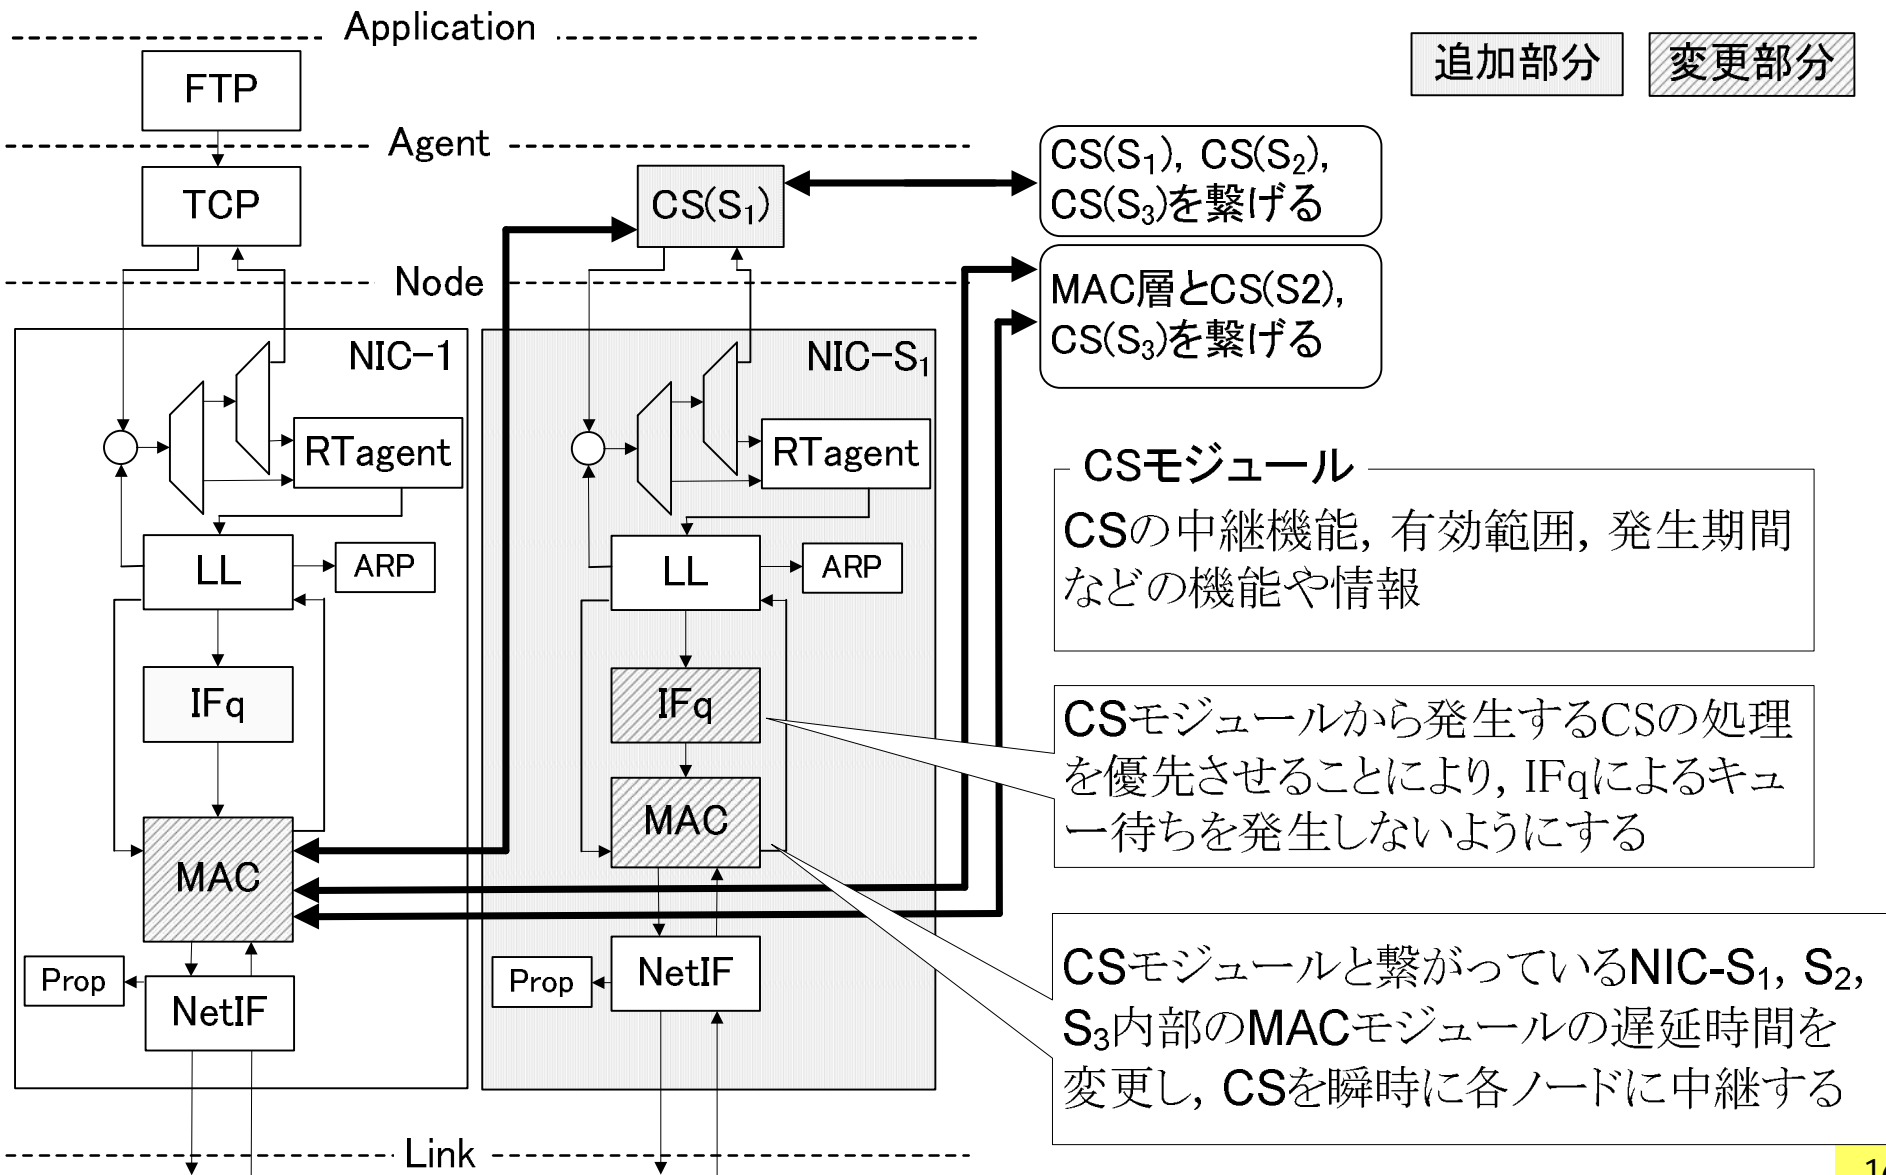 Application
追加部分
変更部分
FTP
Agent
TCP
CS(S₁)
CS(S₁), CS(S₂),
CS(S₃)を繋げる
Node
MAC層とCS(S2),
CS(S₃)を繋げる
NIC-1
RTagent
LL
ARP
IFq
MAC
Prop
NetIF
NIC-S₁
RTagent
LL
ARP
IFq
MAC
Prop
NetIF
CSモジュール
CSの中継機能, 有効範囲, 発生期間
などの機能や情報
CSモジュールから発生するCSの処理
を優先させることにより, IFqによるキュ
ー待ちを発生しないようにする
CSモジュールと繋がっているNIC-S₁, S₂,
S₃内部のMACモジュールの遅延時間を
変更し, CSを瞬時に各ノードに中継する
Link